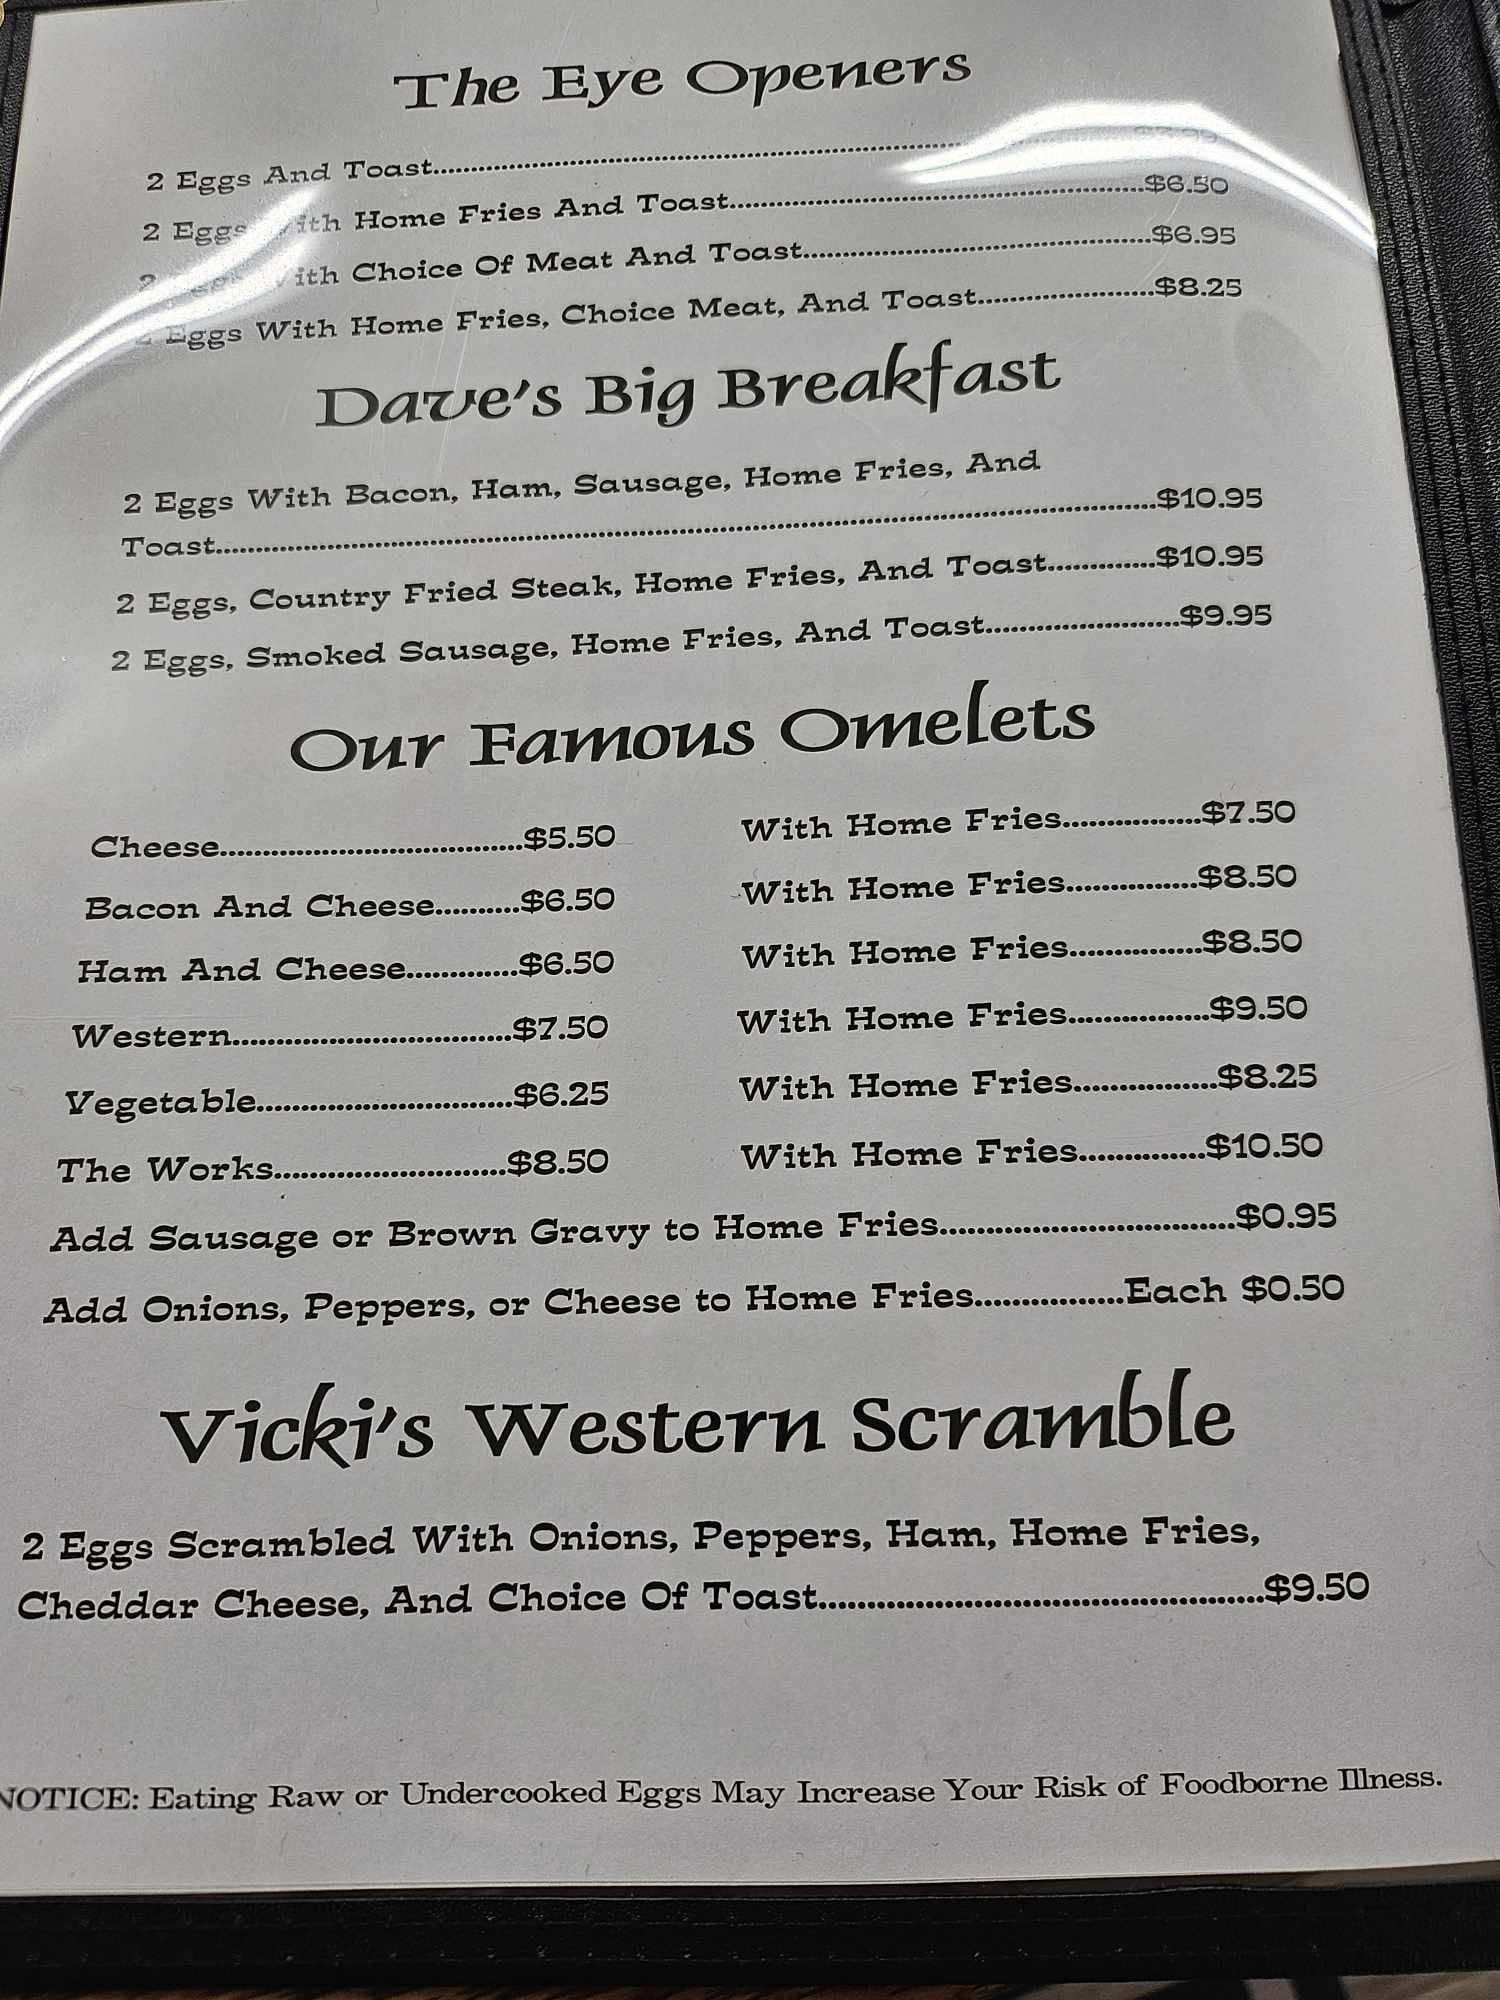 The Eye Openers
2 Eggs And Toast..........$3.99
2 Eggs With Home Fries And Toast..........$6.50
2 Eggs With Choice Of Meat And Toast..........$6.95
2 Eggs With Home Fries, Choice Meat, And Toast..........$8.25
Dave's Big Breakfast
2 Eggs With Bacon, Ham, Sausage, Home Fries, And
Toast..........$10.95
2 Eggs, Country Fried Steak, Home Fries, And Toast..........$10.95
2 Eggs, Smoked Sausage, Home Fries, And Toast..........$9.95
Our Famous Omelets
Cheese..........$5.50 With Home Fries..........$7.50
Bacon And Cheese..........$6.50 With Home Fries..........$8.50
Ham And Cheese..........$6.50 With Home Fries..........$8.50
Western..........$7.50 With Home Fries..........$9.50
Vegetable..........$6.25 With Home Fries..........$8.25
The Works..........$8.50 With Home Fries..........$10.50
Add Sausage or Brown Gravy to Home Fries..........$0.95
Add Onions, Peppers, or Cheese to Home Fries..........Each $0.50
Vicki's Western Scramble
2 Eggs Scrambled With Onions, Peppers, Ham, Home Fries,
Cheddar Cheese, And Choice Of Toast..........$9.50
NOTICE: Eating Raw or Undercooked Eggs May Increase Your Risk of Foodborne Illness.